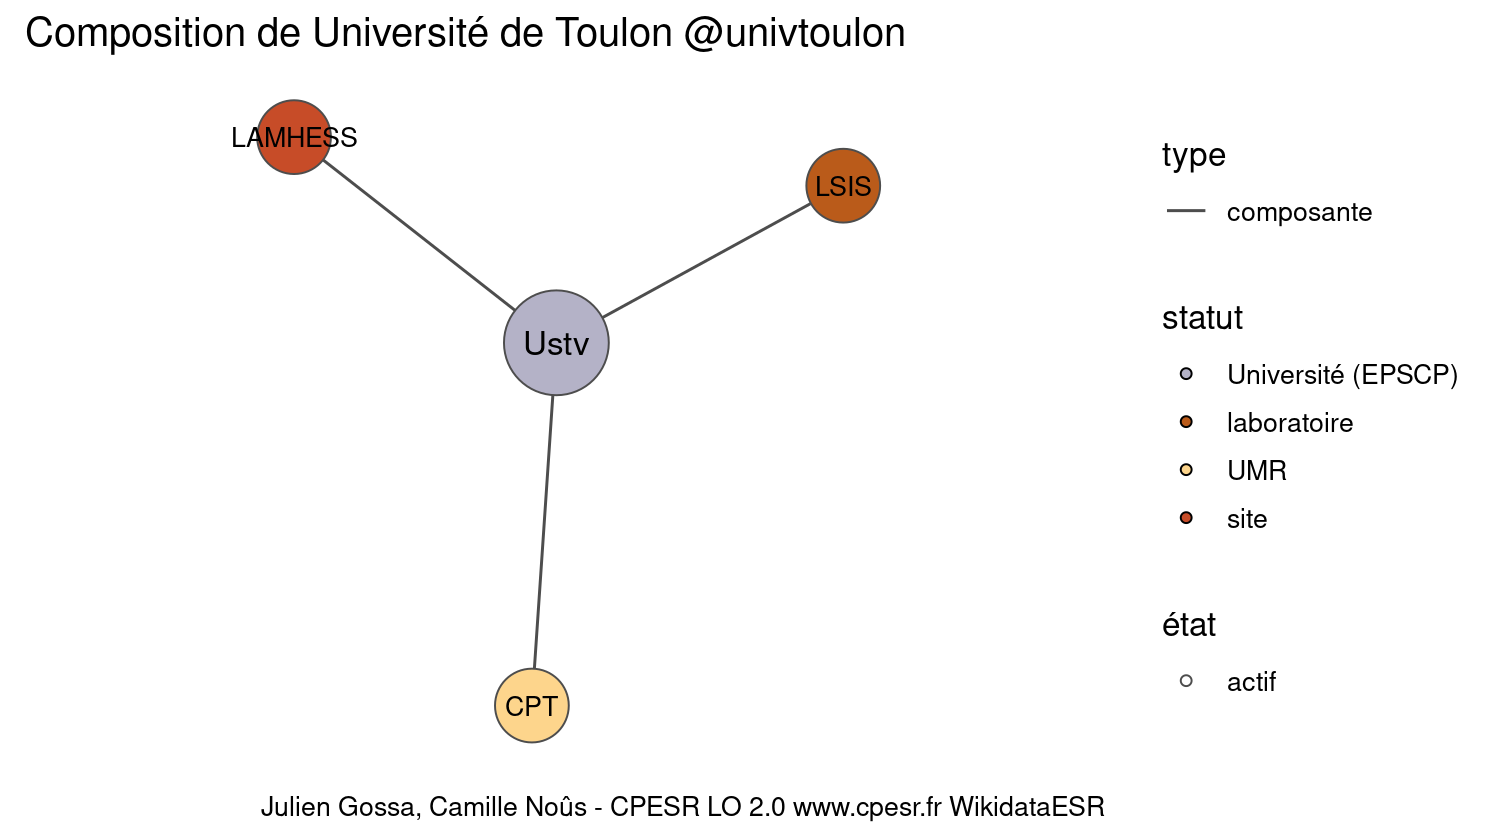 Composition de Université de Toulon @univtoulon
LAMHESS
LSIS
Ustv
CPT
type
composante
statut
Université (EPSCP)
laboratoire
UMR
site
état
actif
Julien Gossa, Camille Noûs - CPESR LO 2.0 www.cpesr.fr WikidataESR